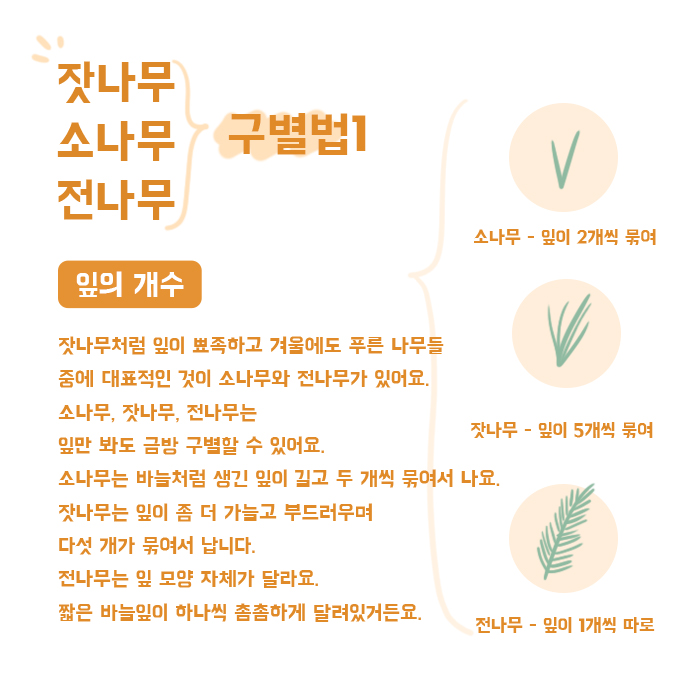 잣나무
소나무
전나무
구별법1
잎의 개수
잣나무처럼 잎이 뾰족하고 겨울에도 푸른 나무들
중에 대표적인 것이 소나무와 전나무가 있어요.
소나무, 잣나무, 전나무는
잎만 봐도 금방 구별할 수 있어요.
소나무는 바늘처럼 생긴 잎이 길고 두 개씩 묶여서 나요.
잣나무는 잎이 좀 더 가늘고 부드러우며
다섯 개가 묶여서 납니다.
전나무는 잎 모양 자체가 달라요.
짧은 바늘잎이 하나씩 촘촘하게 달려있거든요.
소나무 - 잎이 2개씩 묶여
잣나무 - 잎이 5개씩 묶여
전나무 - 잎이 1개씩 따로